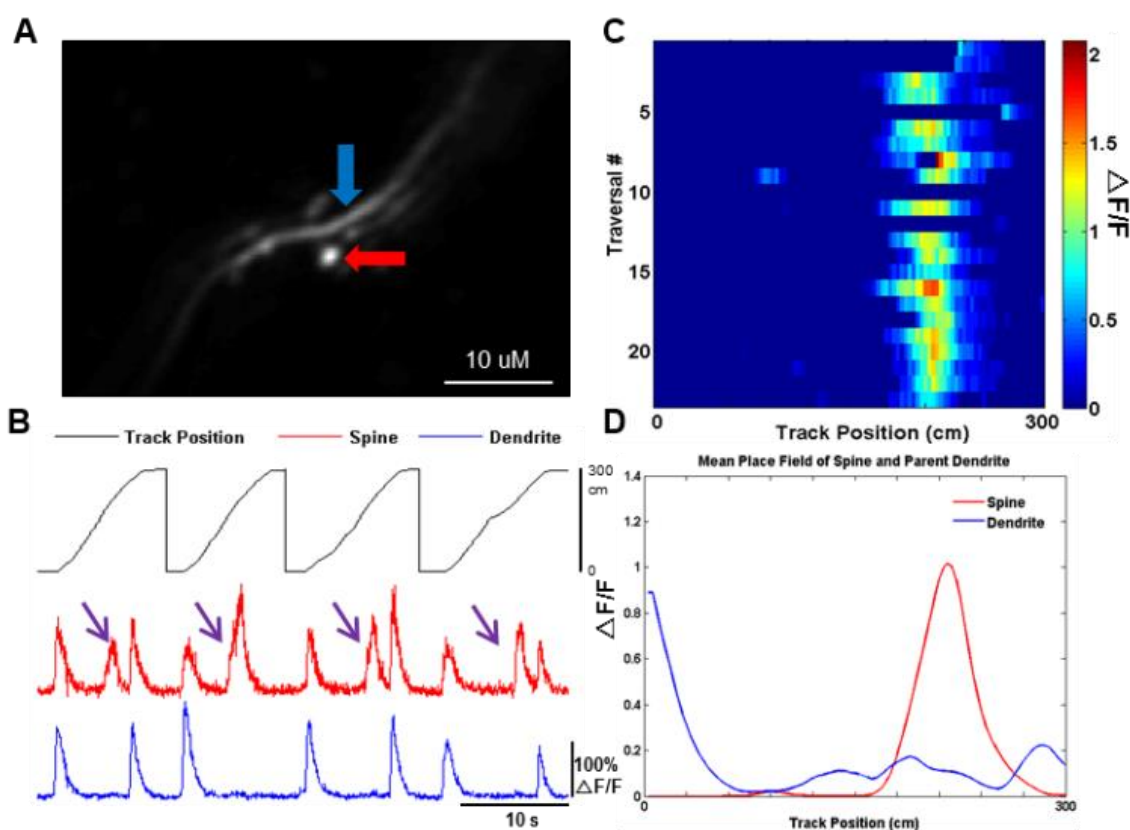 A
10 uM
B
Track Position Spine Dendrite
300
cm
0
100%
△F/F
10 s
C
5
10
15
20
Traversal #
0 300
Track Position (cm)
2
1.5
1
0.5
0
△F/F
D
Mean Place Field of Spine and Parent Dendrite
1.4
1.2
1
0.8
0.6
0.4
0.2
0
△F/F
Spine
Dendrite
0 300
Track Position (cm)